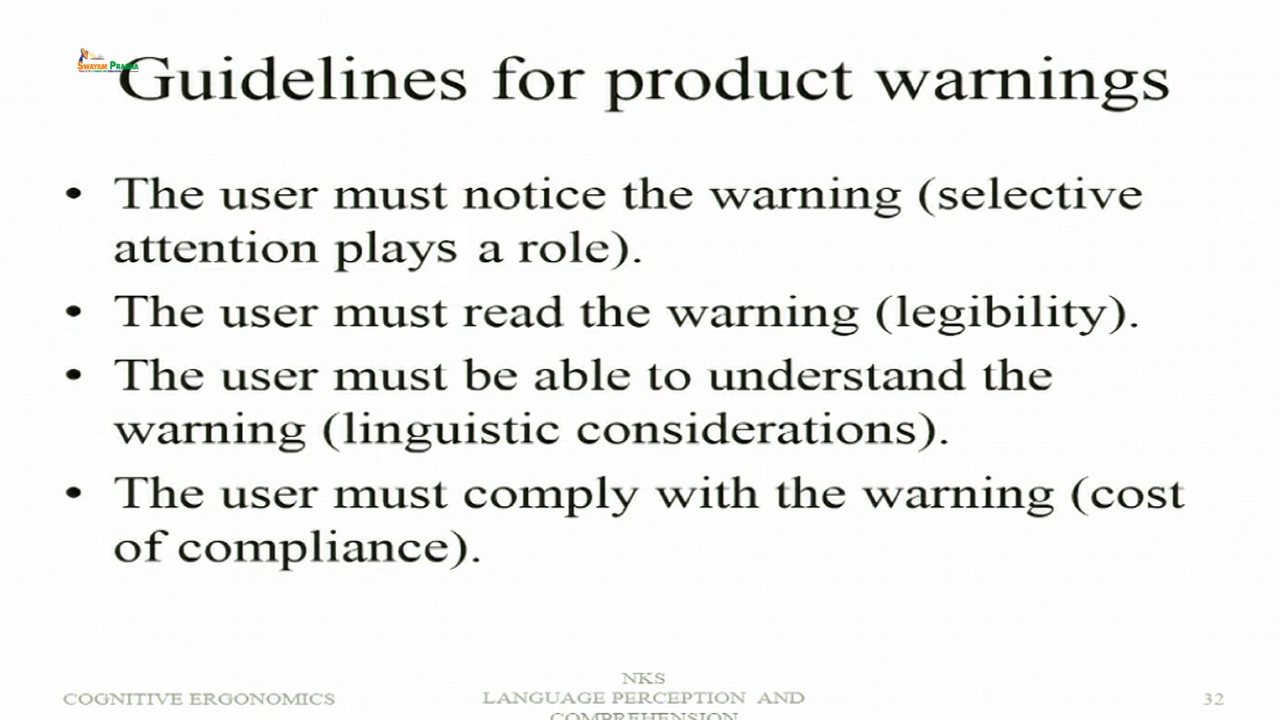 SWAYAM PRABHA
Guidelines for product warnings
• The user must notice the warning (selective
attention plays a role).
• The user must read the warning (legibility).
• The user must be able to understand the
warning (linguistic considerations).
• The user must comply with the warning (cost
of compliance).
NKS
COGNITIVE ERGONOMICS
LANGUAGE PERCEPTION AND
COMPREHENSION
32